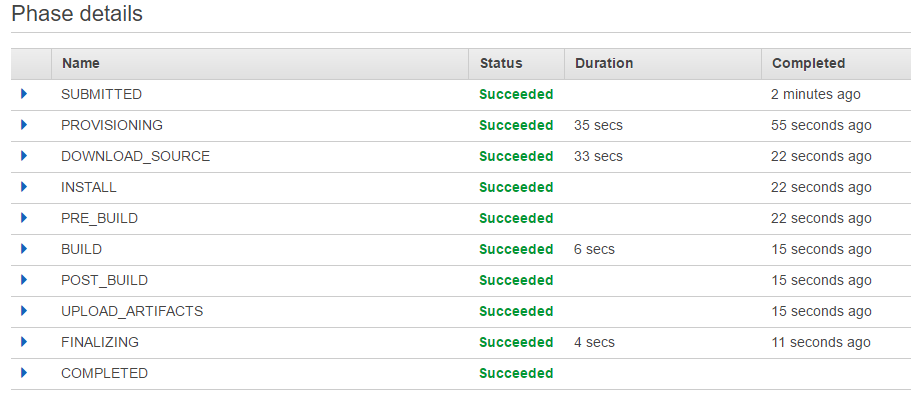 Phase details
Name Status Duration Completed
SUBMITTED Succeeded 2 minutes ago
PROVISIONING Succeeded 35 secs 55 seconds ago
DOWNLOAD_SOURCE Succeeded 33 secs 22 seconds ago
INSTALL Succeeded 22 seconds ago
PRE_BUILD Succeeded 22 seconds ago
BUILD Succeeded 6 secs 15 seconds ago
POST_BUILD Succeeded 15 seconds ago
UPLOAD_ARTIFACTS Succeeded 15 seconds ago
FINALIZING Succeeded 4 secs 11 seconds ago
COMPLETED Succeeded